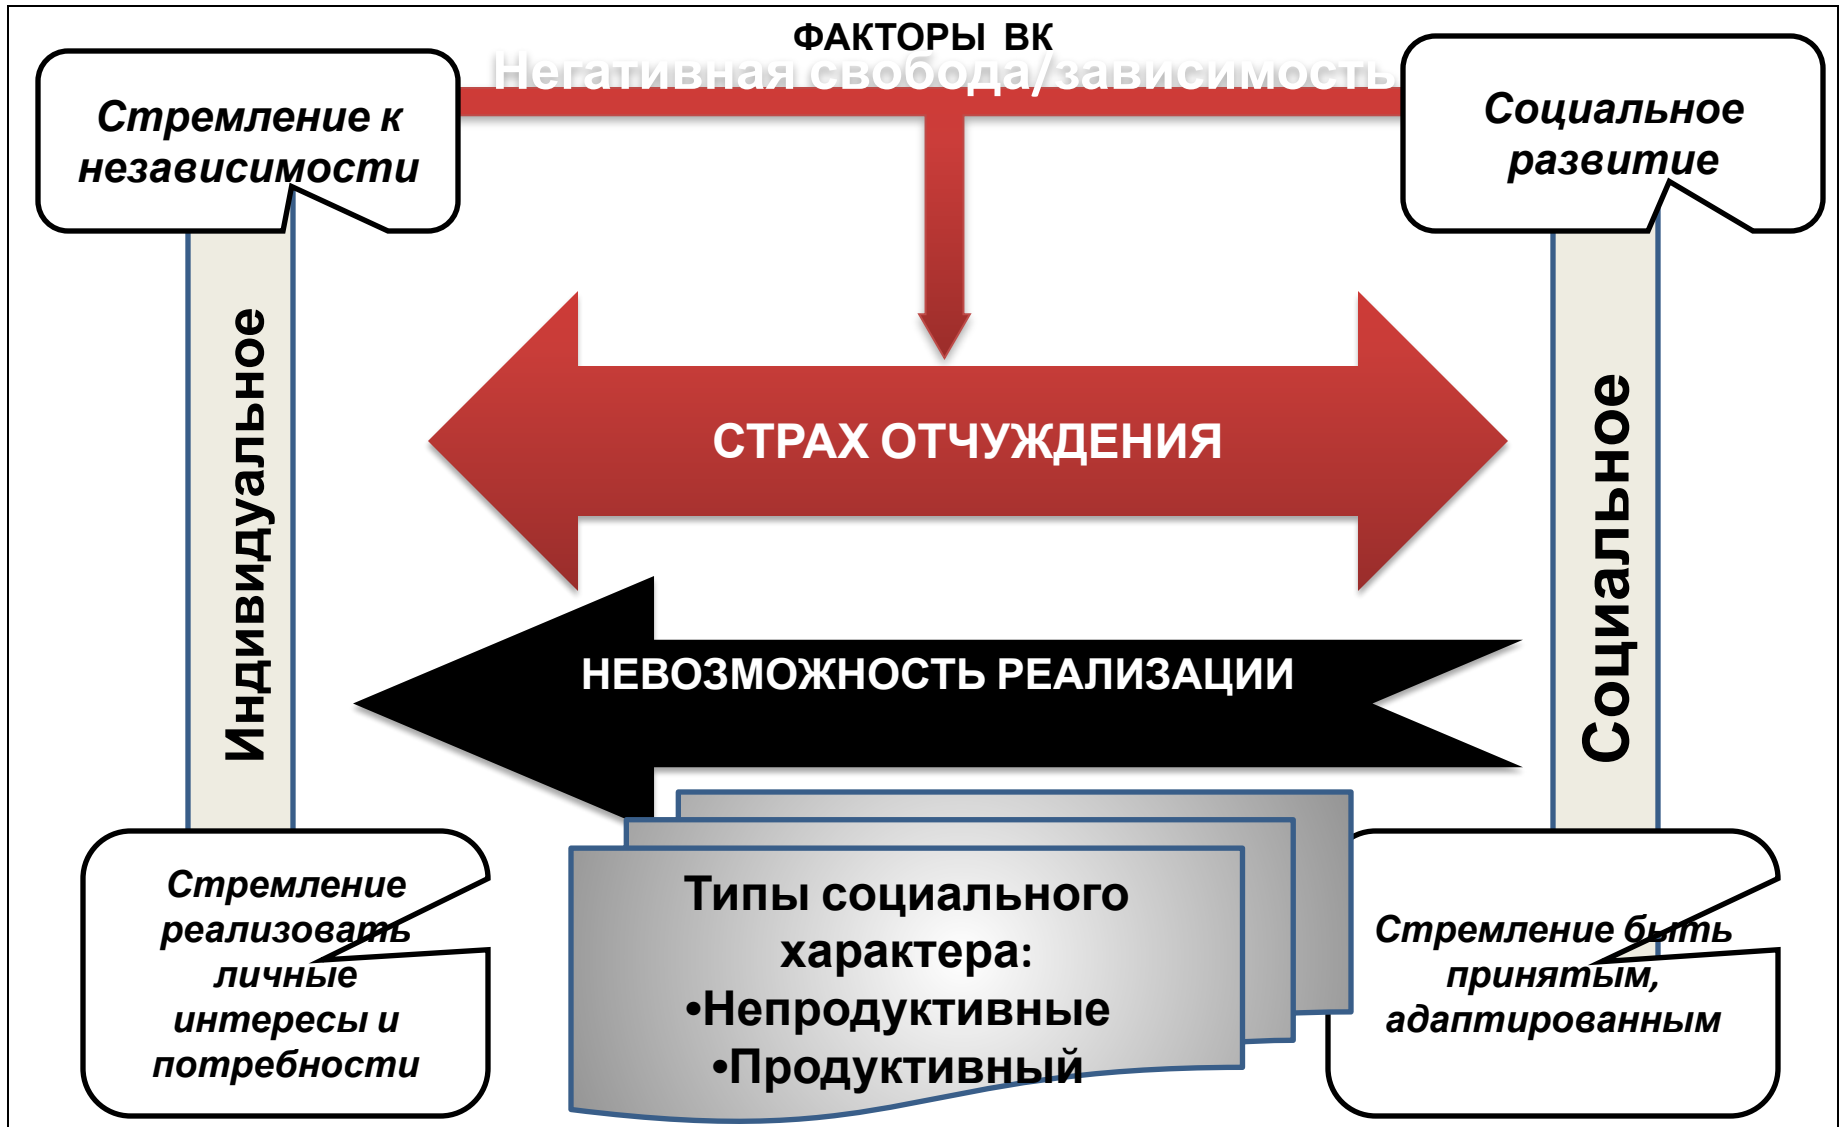 ФАКТОРЫ ВК
Негативная свобода/зависимость
Стремление к
независимости
Социальное
развитие
Индивидуальное
СТРАХ ОТЧУЖДЕНИЯ
Социальное
НЕВОЗМОЖНОСТЬ РЕАЛИЗАЦИИ
Стремление
реализовать
личные
интересы и
потребности
Типы социального
характера:
•Непродуктивные
•Продуктивный
Стремление быть
принятым,
адаптированным